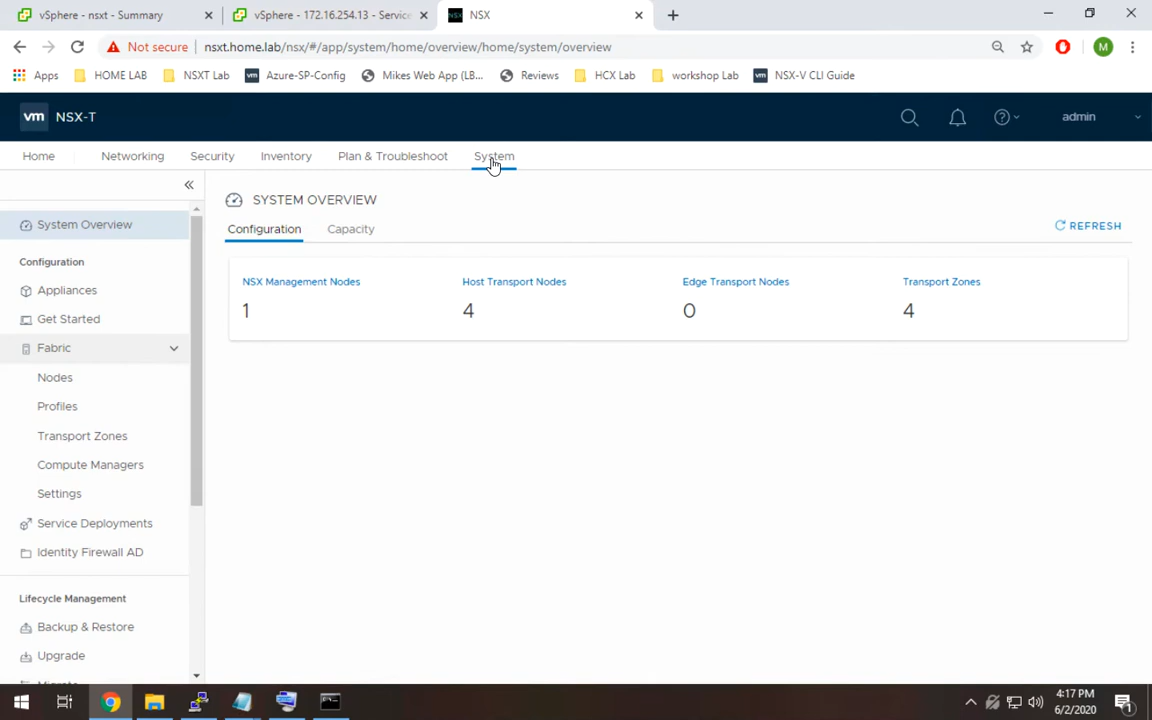 vSphere - nsxt - Summary
vSphere - 172.16.254.13 - Service
NSX
Not secure
nsxt.home.lab/nsx/#/app/system/home/overview/home/system/overview
M
Apps
HOME LAB
NSXT Lab
Azure-SP-Config
Mikes Web App (LB...
Reviews
HCX Lab
workshop Lab
NSX-V CLI Guide
vm
NSX-T
admin
Home
Networking
Security
Inventory
Plan & Troubleshoot
System
System Overview
Configuration
Appliances
Get Started
Fabric
Nodes
Profiles
Transport Zones
Compute Managers
Settings
Service Deployments
Identity Firewall AD
Lifecycle Management
Backup & Restore
Upgrade
SYSTEM OVERVIEW
Configuration
Capacity
REFRESH
NSX Management Nodes
1
Host Transport Nodes
4
Edge Transport Nodes
0
Transport Zones
4
4:17 PM
6/2/2020
1